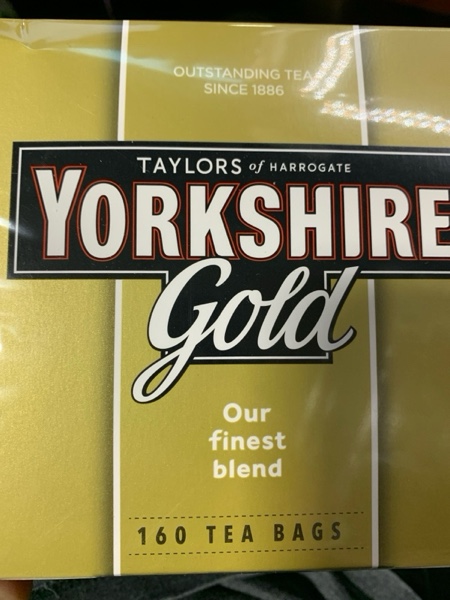 OUTSTANDING TEA
SINCE 1886
TAYLORS of HARROGATE
YORKSHIRE
Gold
Our
finest
blend
160 TEA BAGS